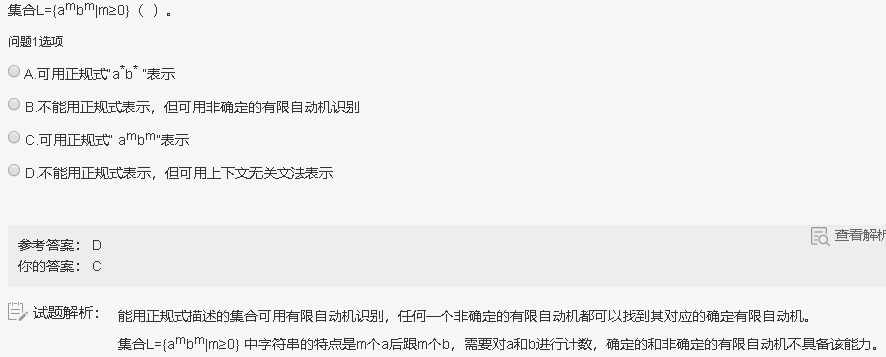 集合L={aᵐbᵐ|m≥0}（ ）。
问题1选项
A.可用正规式“a*b* ”表示
B.不能用正规式表示，但可用非确定的有限自动机识别
C.可用正规式“ aᵐbᵐ”表示
D.不能用正规式表示，但可用上下文无关文法表示
查看解析
参考答案： D
你的答案： C
试题解析： 能用正规式描述的集合可用有限自动机识别，任何一个非确定的有限自动机都可以找到其对应的确定有限自动机。
集合L={aᵐbᵐ|m≥0} 中字符串的特点是m个a后跟m个b，需要对a和b进行计数，确定的和非确定的有限自动机不具备该能力。